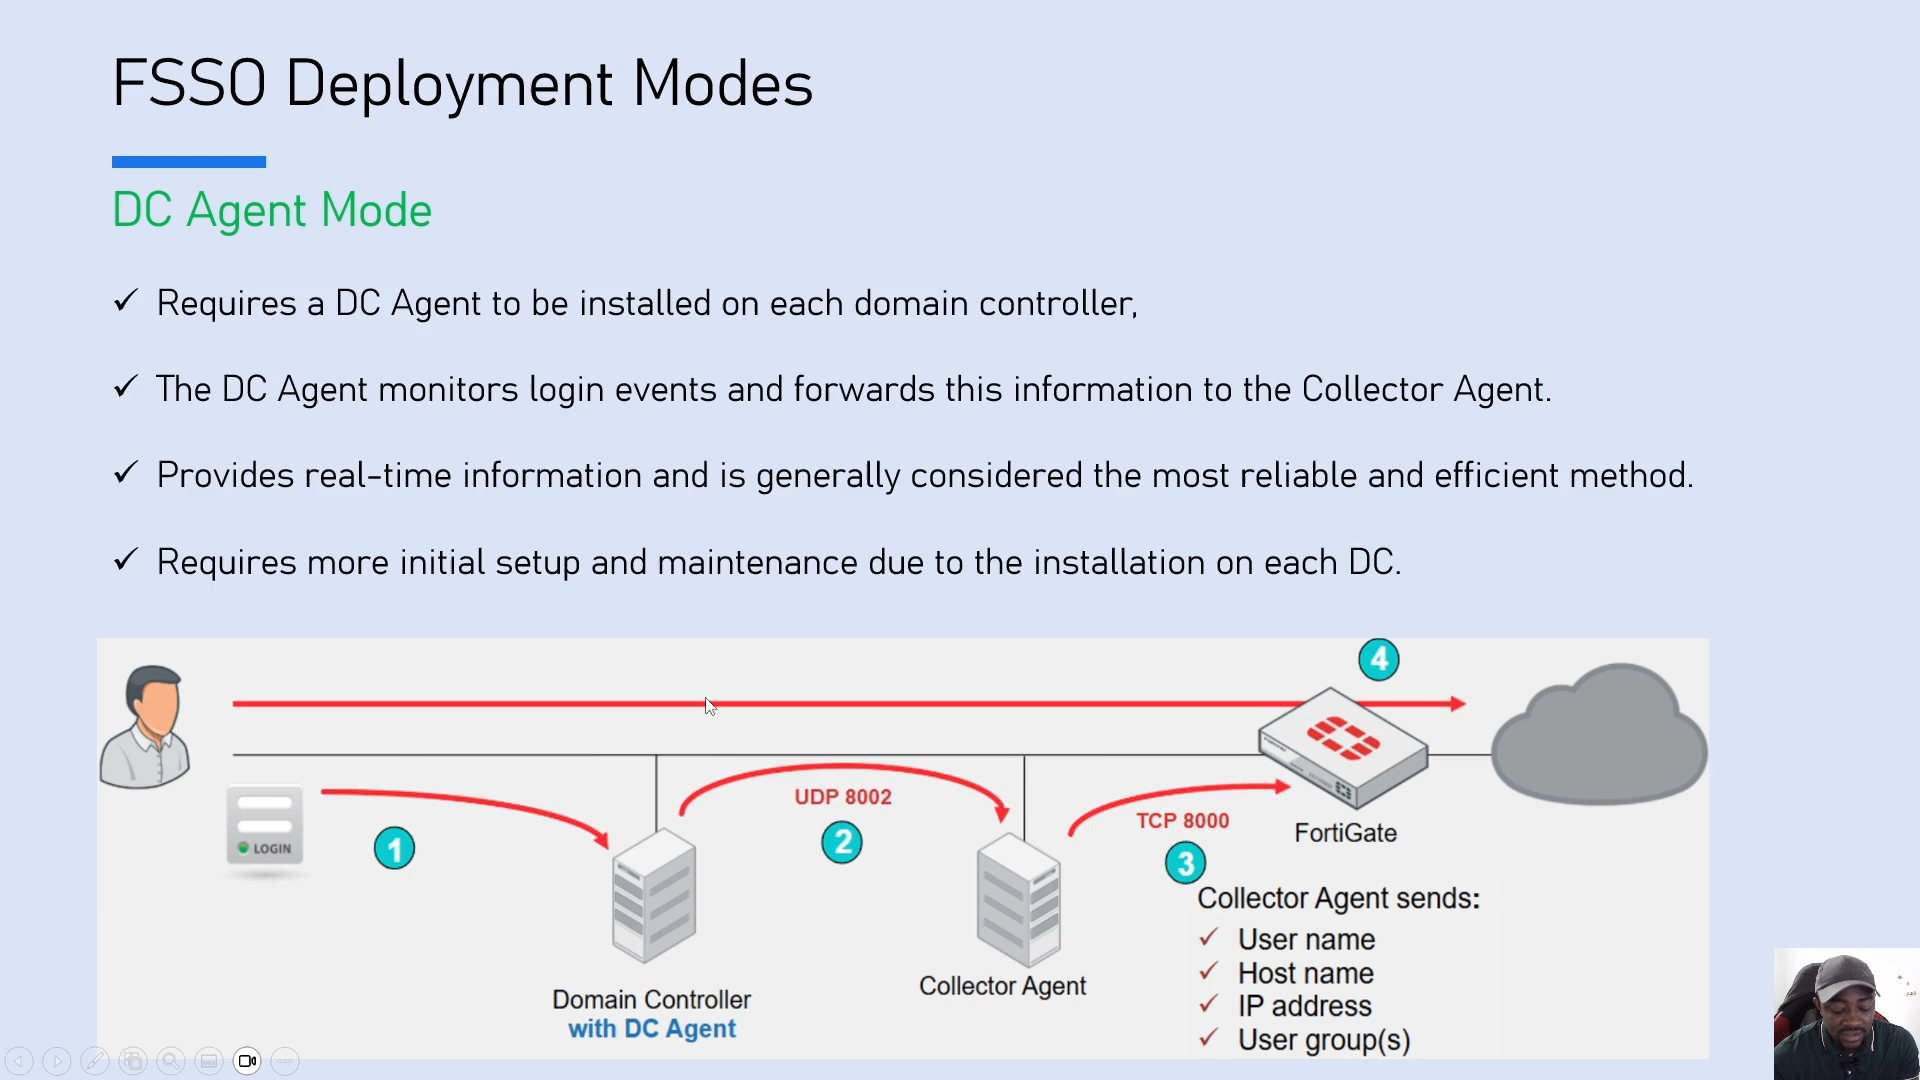 FSSO Deployment Modes
DC Agent Mode
✓ Requires a DC Agent to be installed on each domain controller,
✓ The DC Agent monitors login events and forwards this information to the Collector Agent.
✓ Provides real-time information and is generally considered the most reliable and efficient method.
✓ Requires more initial setup and maintenance due to the installation on each DC.
4
UDP 8002
TCP 8000
FortiGate
LOGIN
1
2
3
Collector Agent sends:
✓ User name
✓ Host name
✓ IP address
✓ User group(s)
Collector Agent
Domain Controller
with DC Agent